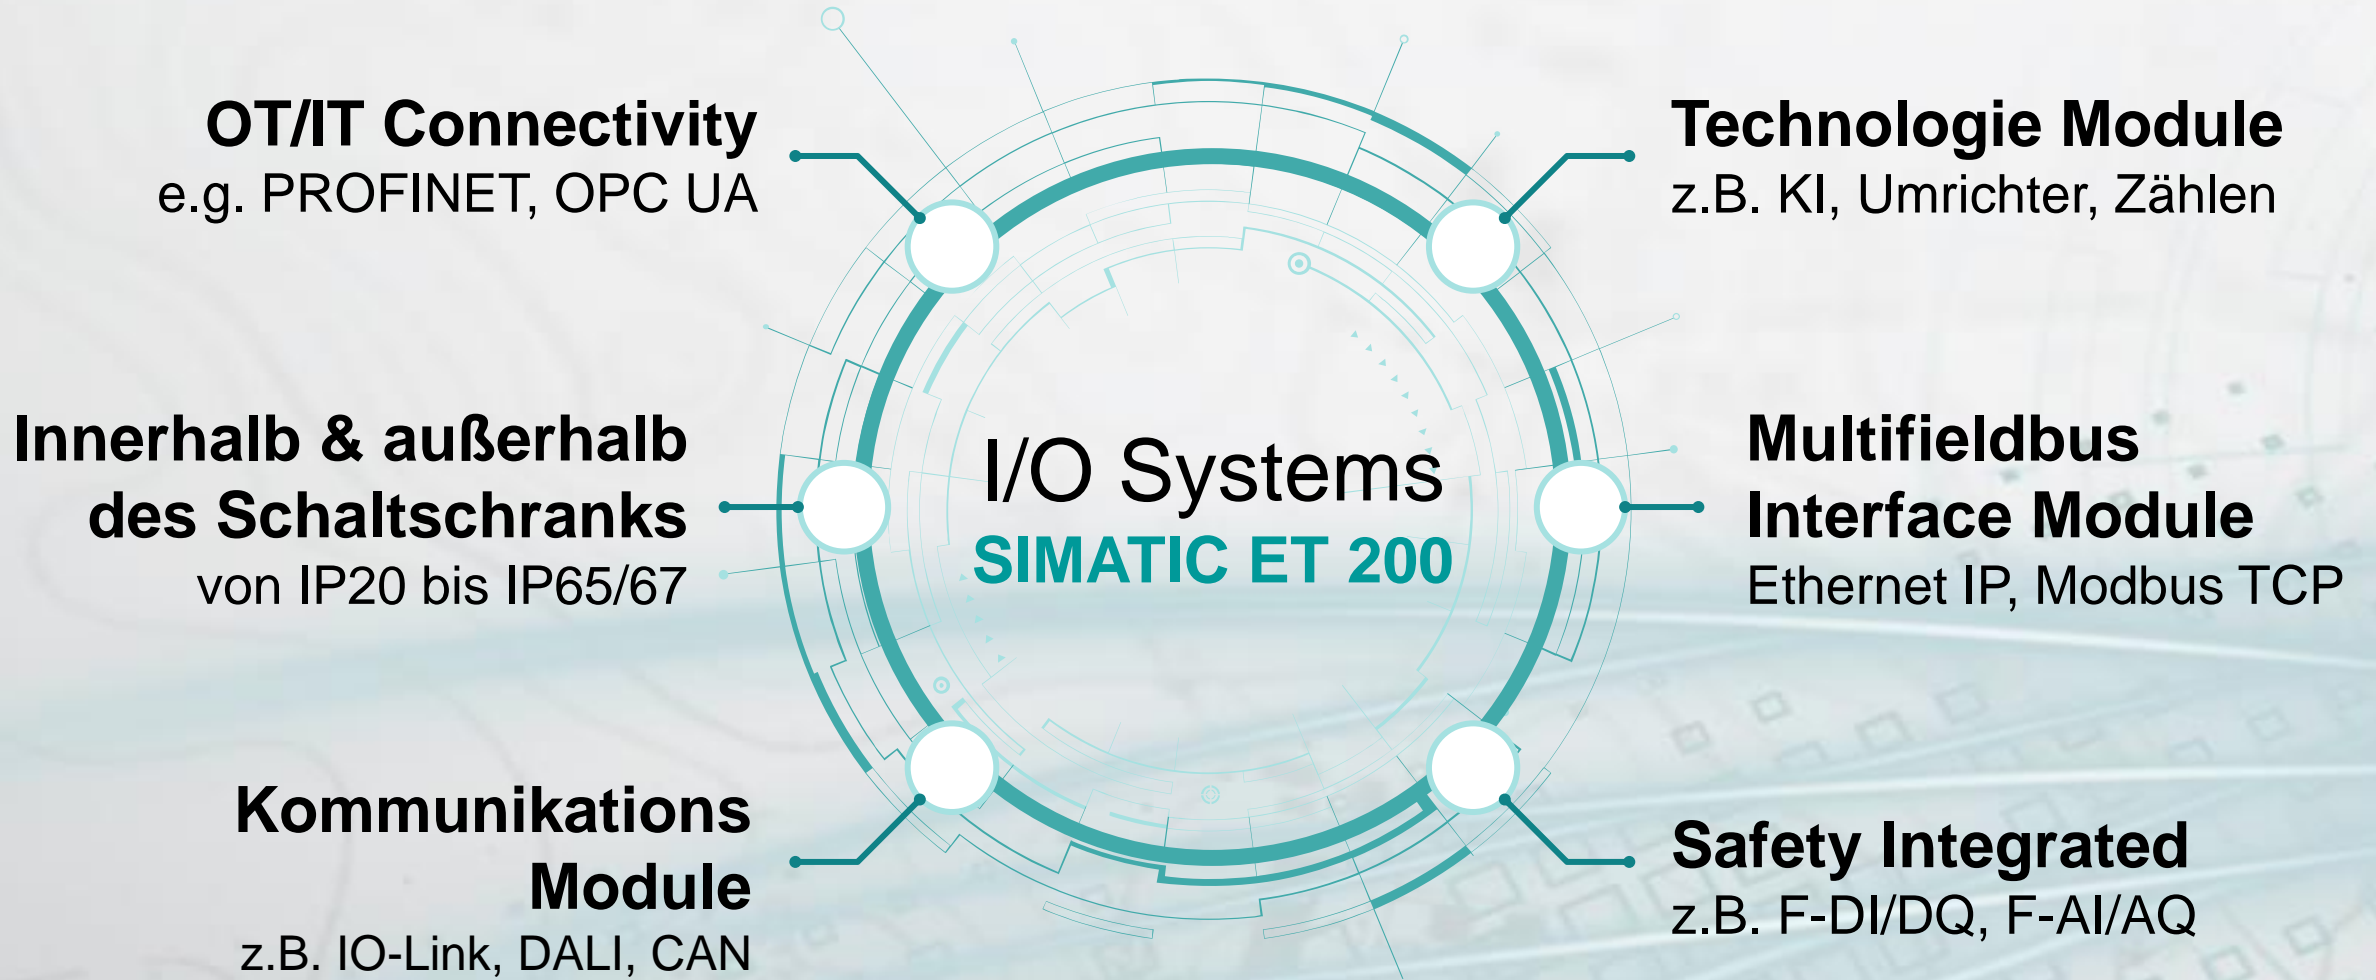 OT/IT Connectivity
e.g. PROFINET, OPC UA
Technologie Module
z.B. KI, Umrichter, Zählen
Innerhalb & außerhalb
des Schaltschranks
von IP20 bis IP65/67
I/O Systems
SIMATIC ET 200
Multifieldbus
Interface Module
Ethernet IP, Modbus TCP
Kommunikations
Module
z.B. IO-Link, DALI, CAN
Safety Integrated
z.B. F-DI/DQ, F-AI/AQ